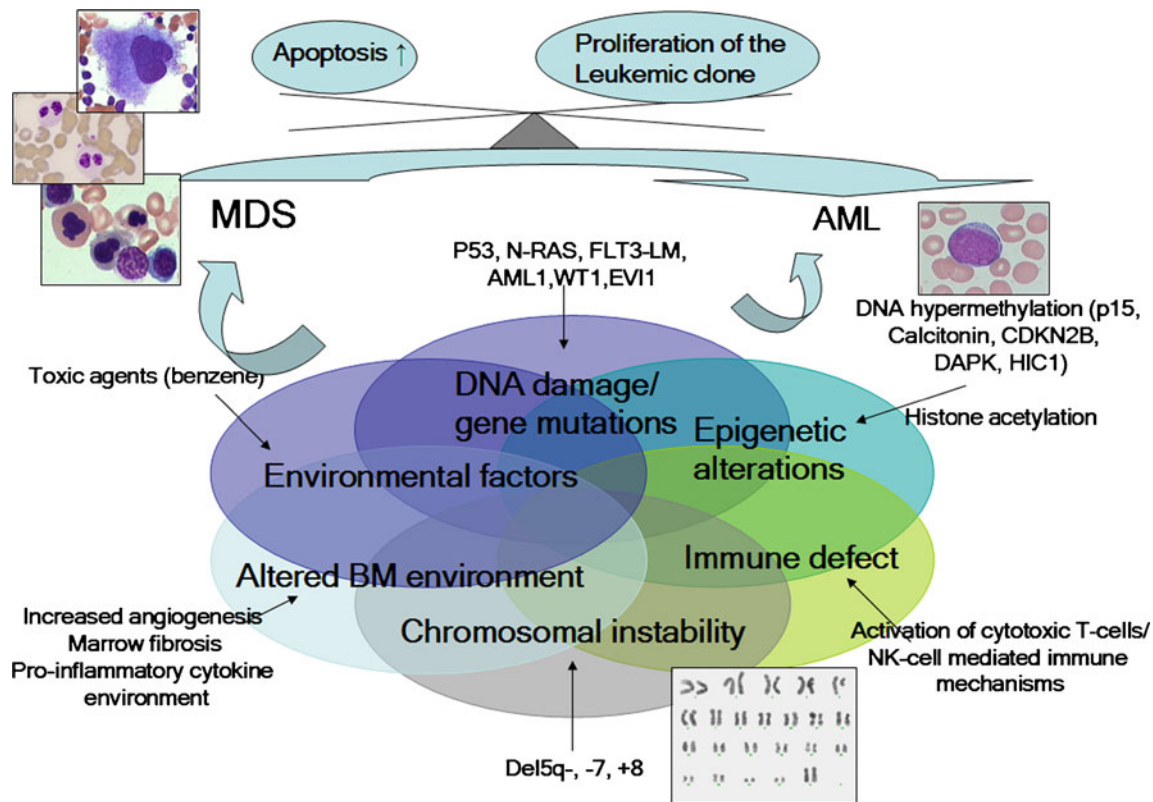 Apoptosis ↑
Proliferation of the
Leukemic clone
MDS
AML
P53, N-RAS, FLT3-LM,
AML1,WT1,EVI1
DNA hypermethylation (p15,
Calcitonin, CDKN2B,
DAPK, HIC1)
Histone acetylation
Toxic agents (benzene)
DNA damage/
gene mutations
Epigenetic
alterations
Environmental factors
Immune defect
Altered BM environment
Chromosomal instability
Increased angiogenesis
Marrow fibrosis
Pro-inflammatory cytokine
environment
Activation of cytotoxic T-cells/
NK-cell mediated immune
mechanisms
Del5q-, -7, +8